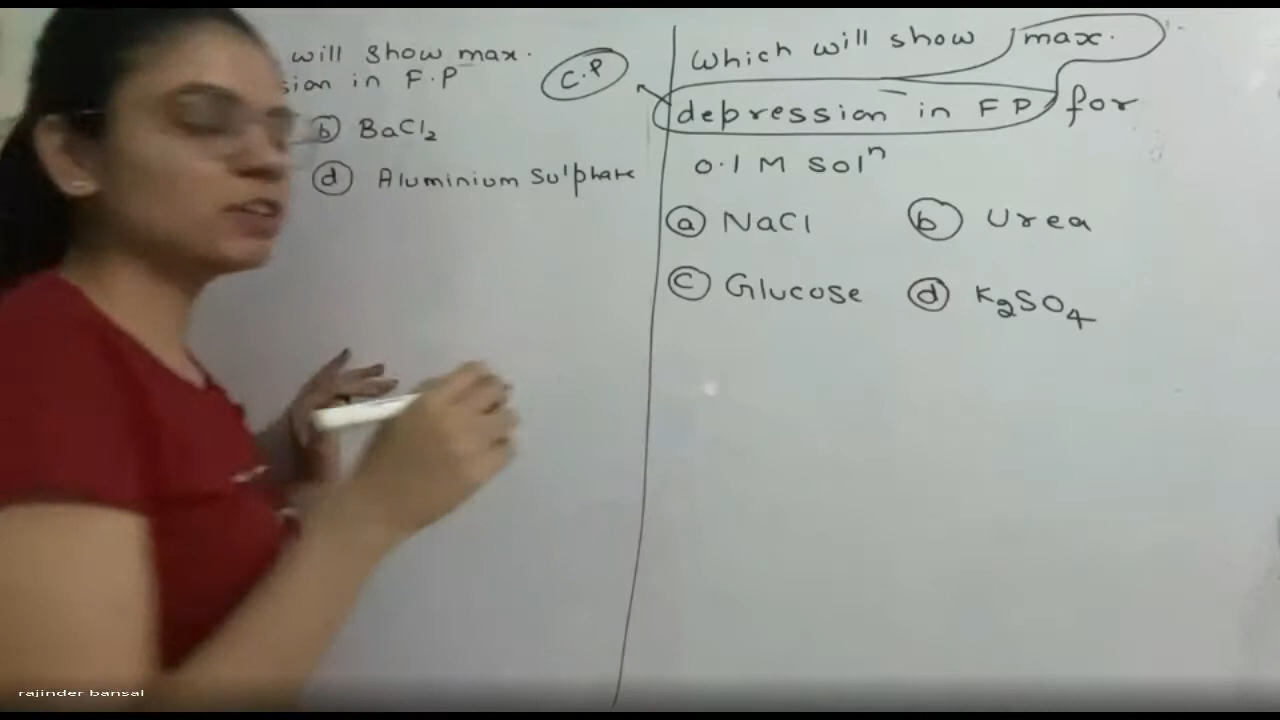 will show max.
sion in F.P
b BaCl2
d Aluminium Sulphate
C.P
which will show max.
depression in F P for
0.1 M Solⁿ
a NaCl b Urea
c Glucose d K2SO4
rajinder bansal